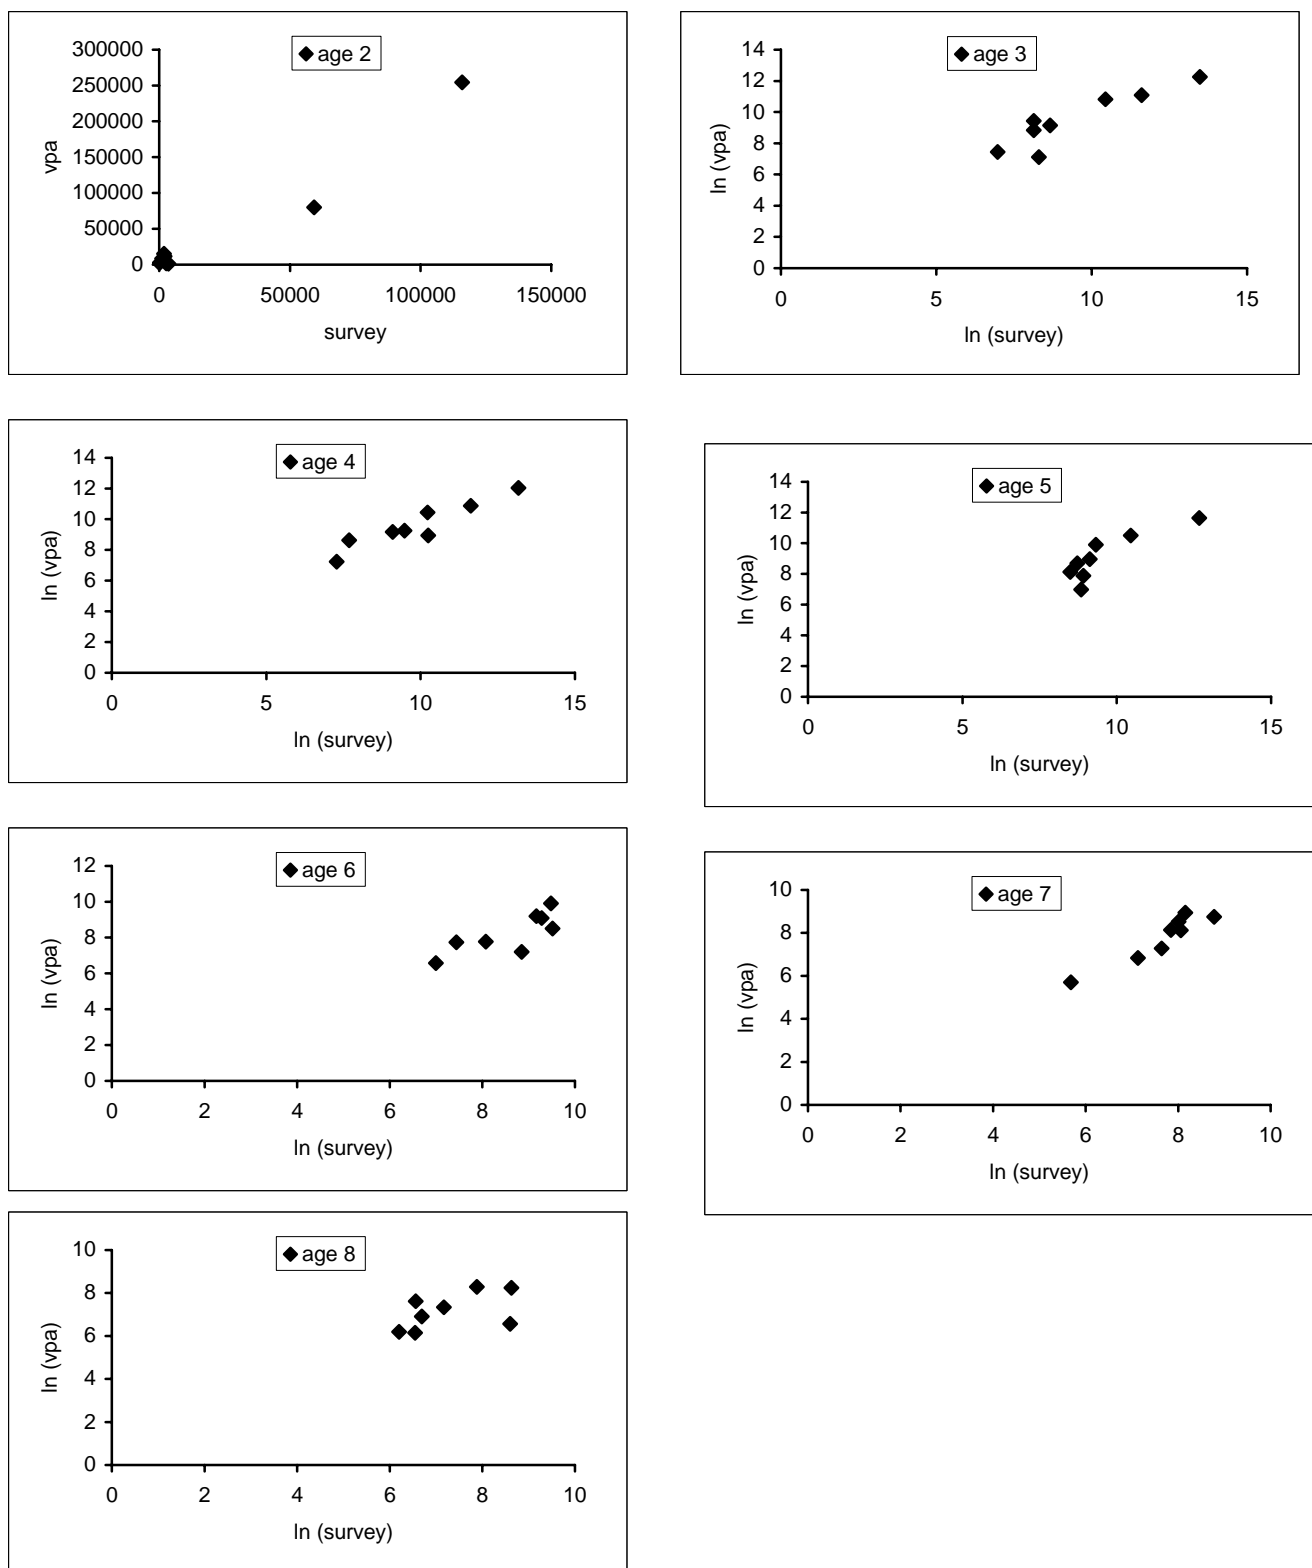 age 2
300000
250000
200000
150000
100000
50000
0
vpa
0 50000 100000 150000
survey
age 3
14
12
10
8
6
4
2
0
ln (vpa)
0 5 10 15
ln (survey)
age 4
14
12
10
8
6
4
2
0
ln (vpa)
0 5 10 15
ln (survey)
age 5
14
12
10
8
6
4
2
0
ln (vpa)
0 5 10 15
ln (survey)
age 6
12
10
8
6
4
2
0
ln (vpa)
0 2 4 6 8 10
ln (survey)
age 7
10
8
6
4
2
0
ln (vpa)
0 2 4 6 8 10
ln (survey)
age 8
10
8
6
4
2
0
ln (vpa)
0 2 4 6 8 10
ln (survey)